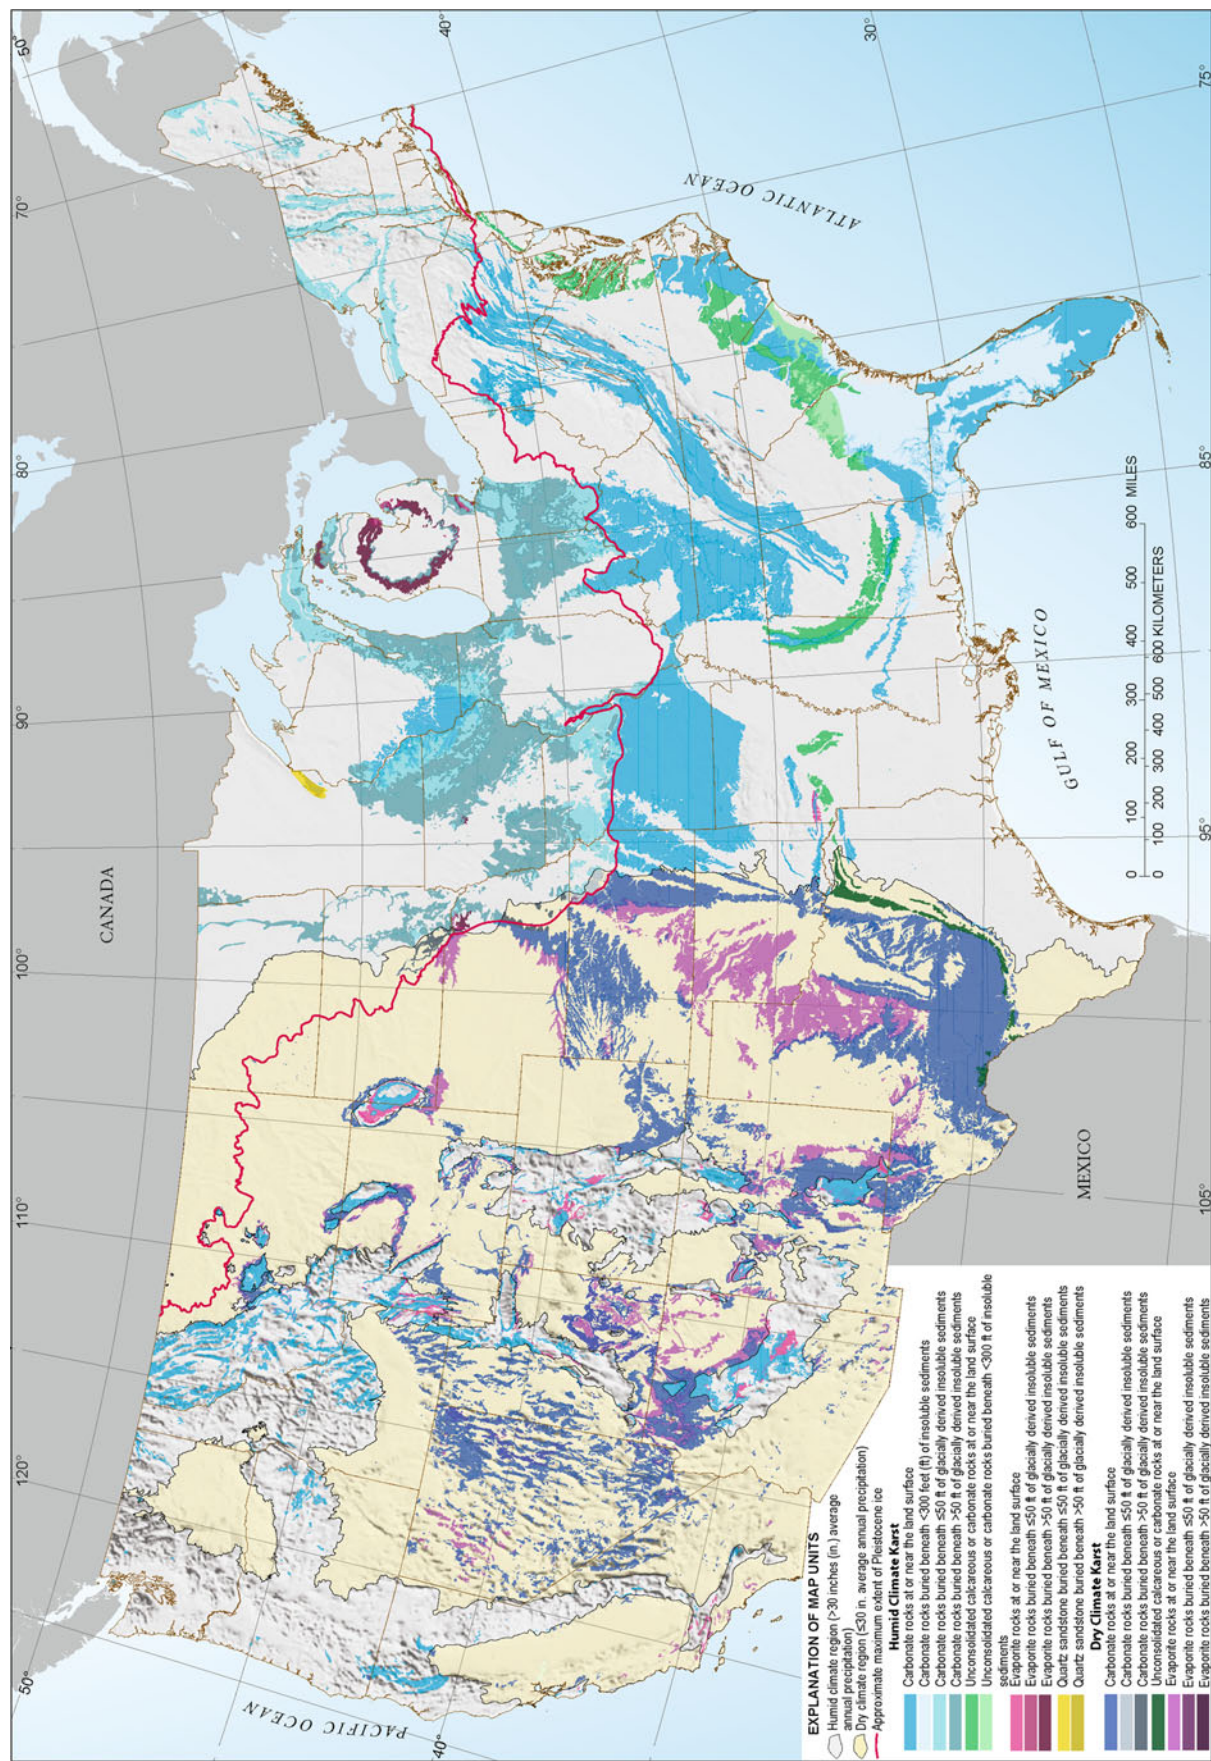 50°
70°
80°
90°
100°
110°
120°
50°
40°
30°
75°
85°
95°
105°
40°
CANADA
ATLANTIC OCEAN
GULF OF MEXICO
MEXICO
PACIFIC OCEAN
0 100 200 300 400 500 600 MILES
0 100 200 300 400 500 600 KILOMETERS
EXPLANATION OF MAP UNITS
Humid climate region (>30 inches (in.) average
annual precipitation)
Dry climate region (≤30 in. average annual precipitation)
Approximate maximum extent of Pleistocene ice
Humid Climate Karst
Carbonate rocks at or near the land surface
Carbonate rocks buried beneath <300 feet (ft) of insoluble sediments
Carbonate rocks buried beneath ≤50 ft of glacially derived insoluble sediments
Carbonate rocks buried beneath >50 ft of glacially derived insoluble sediments
Unconsolidated calcareous or carbonate rocks at or near the land surface
Unconsolidated calcareous or carbonate rocks buried beneath <300 ft of insoluble
sediments
Evaporite rocks at or near the land surface
Evaporite rocks buried beneath ≤50 ft of glacially derived insoluble sediments
Evaporite rocks buried beneath >50 ft of glacially derived insoluble sediments
Quartz sandstone buried beneath ≤50 ft of glacially derived insoluble sediments
Quartz sandstone buried beneath >50 ft of glacially derived insoluble sediments
Dry Climate Karst
Carbonate rocks at or near the land surface
Carbonate rocks buried beneath ≤50 ft of glacially derived insoluble sediments
Carbonate rocks buried beneath >50 ft of glacially derived insoluble sediments
Unconsolidated calcareous or carbonate rocks at or near the land surface
Evaporite rocks at or near the land surface
Evaporite rocks buried beneath ≤50 ft of glacially derived insoluble sediments
Evaporite rocks buried beneath >50 ft of glacially derived insoluble sediments